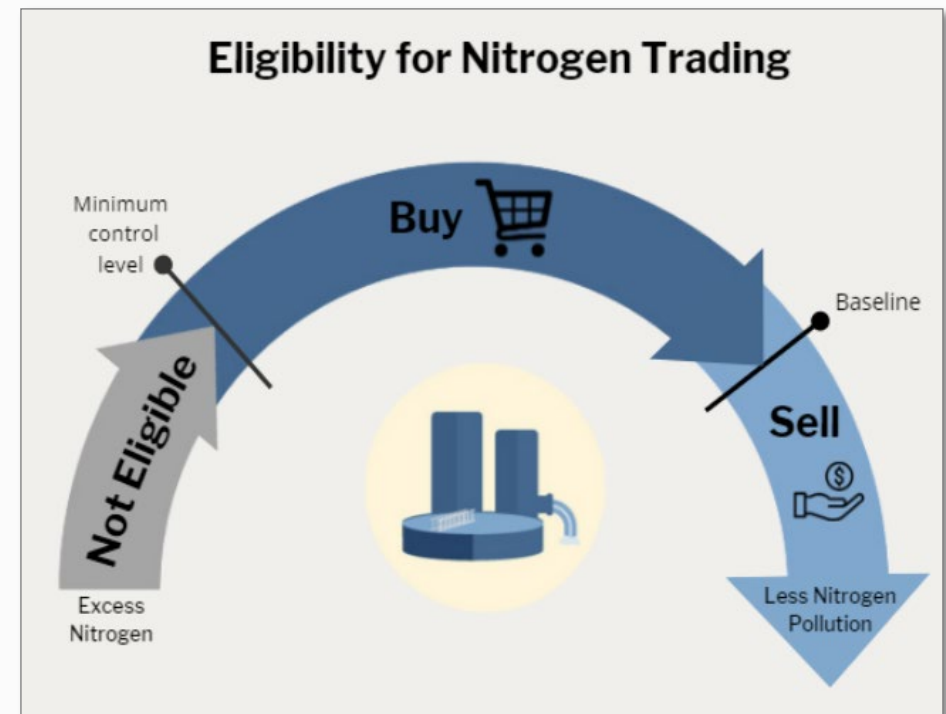 Eligibility for Nitrogen Trading
Minimum
control
level
Buy
Baseline
Not Eligible
Sell
$
Excess
Nitrogen
Less Nitrogen
Pollution